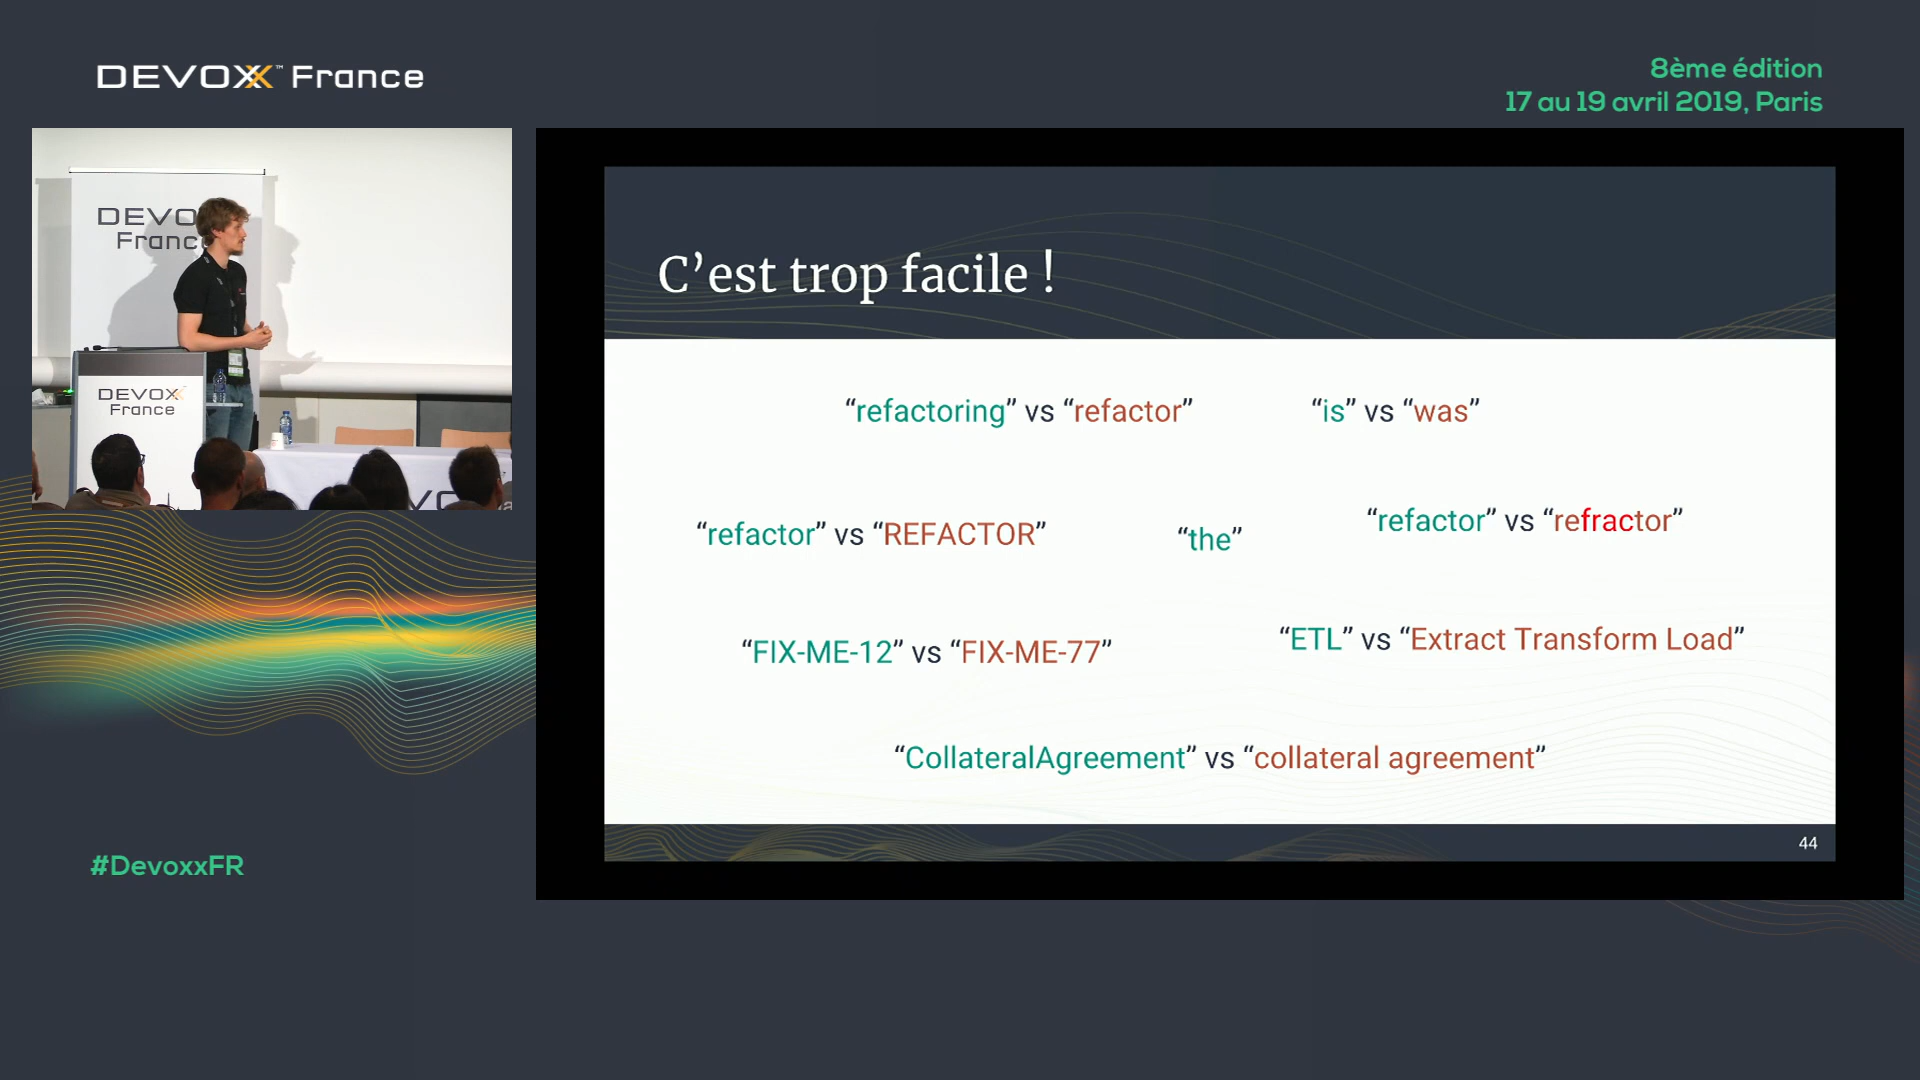 DEVOXX™ France
8ème édition
17 au 19 avril 2019, Paris
DEVO
France
DEVOXX
France
C’est trop facile !
“refactoring” vs “refactor”
“is” vs “was”
“refactor” vs “REFACTOR”
“the”
“refactor” vs “refractor”
“FIX-ME-12” vs “FIX-ME-77”
“ETL” vs “Extract Transform Load”
“CollateralAgreement” vs “collateral agreement”
44
#DevoxxFR